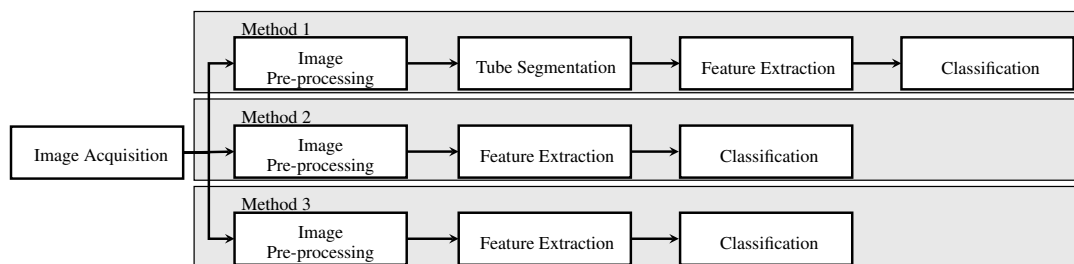 Method 1
Image
Pre-processing
Tube Segmentation
Feature Extraction
Classification
Image Acquisition
Method 2
Image
Pre-processing
Feature Extraction
Classification
Method 3
Image
Pre-processing
Feature Extraction
Classification